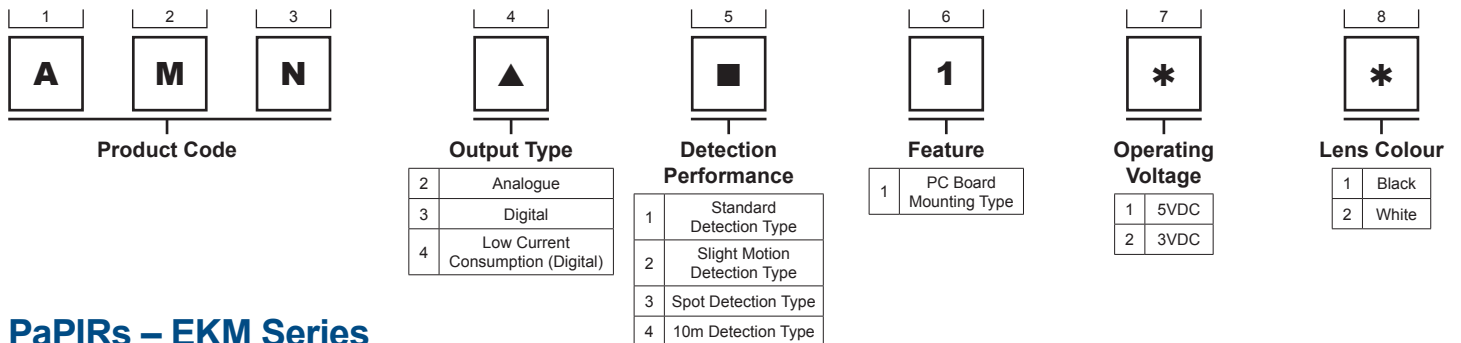 1 2 3 4 5 6 7 8
A M N ▲ ■ 1 * *
Product Code
Output Type
2 Analogue
3 Digital
4 Low Current
Consumption (Digital)
Detection
Performance
1 Standard
Detection Type
2 Slight Motion
Detection Type
3 Spot Detection Type
4 10m Detection Type
Feature
1 PC Board
Mounting Type
Operating
Voltage
1 5VDC
2 3VDC
Lens Colour
1 Black
2 White
PaPIRs – EKM Series